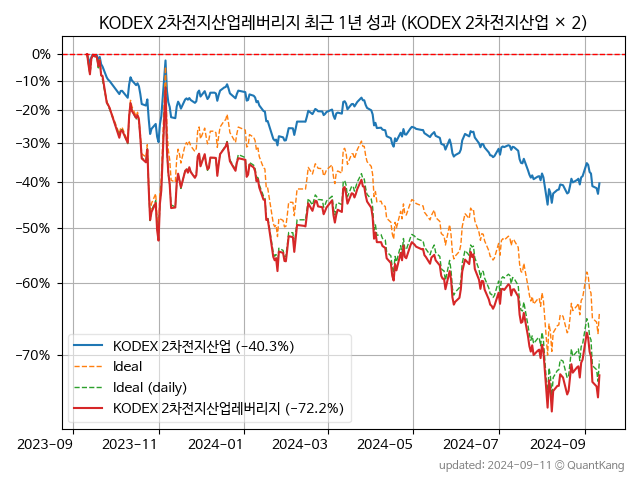 KODEX 2차전지산업레버리지 최근 1년 성과 (KODEX 2차전지산업 × 2)
0%
−10%
−20%
−30%
−40%
−50%
−60%
−70%
KODEX 2차전지산업 (−40.3%)
Ideal
Ideal (daily)
KODEX 2차전지산업레버리지 (−72.2%)
2023-09 2023-11 2024-01 2024-03 2024-05 2024-07 2024-09
updated: 2024-09-11 © QuantKang